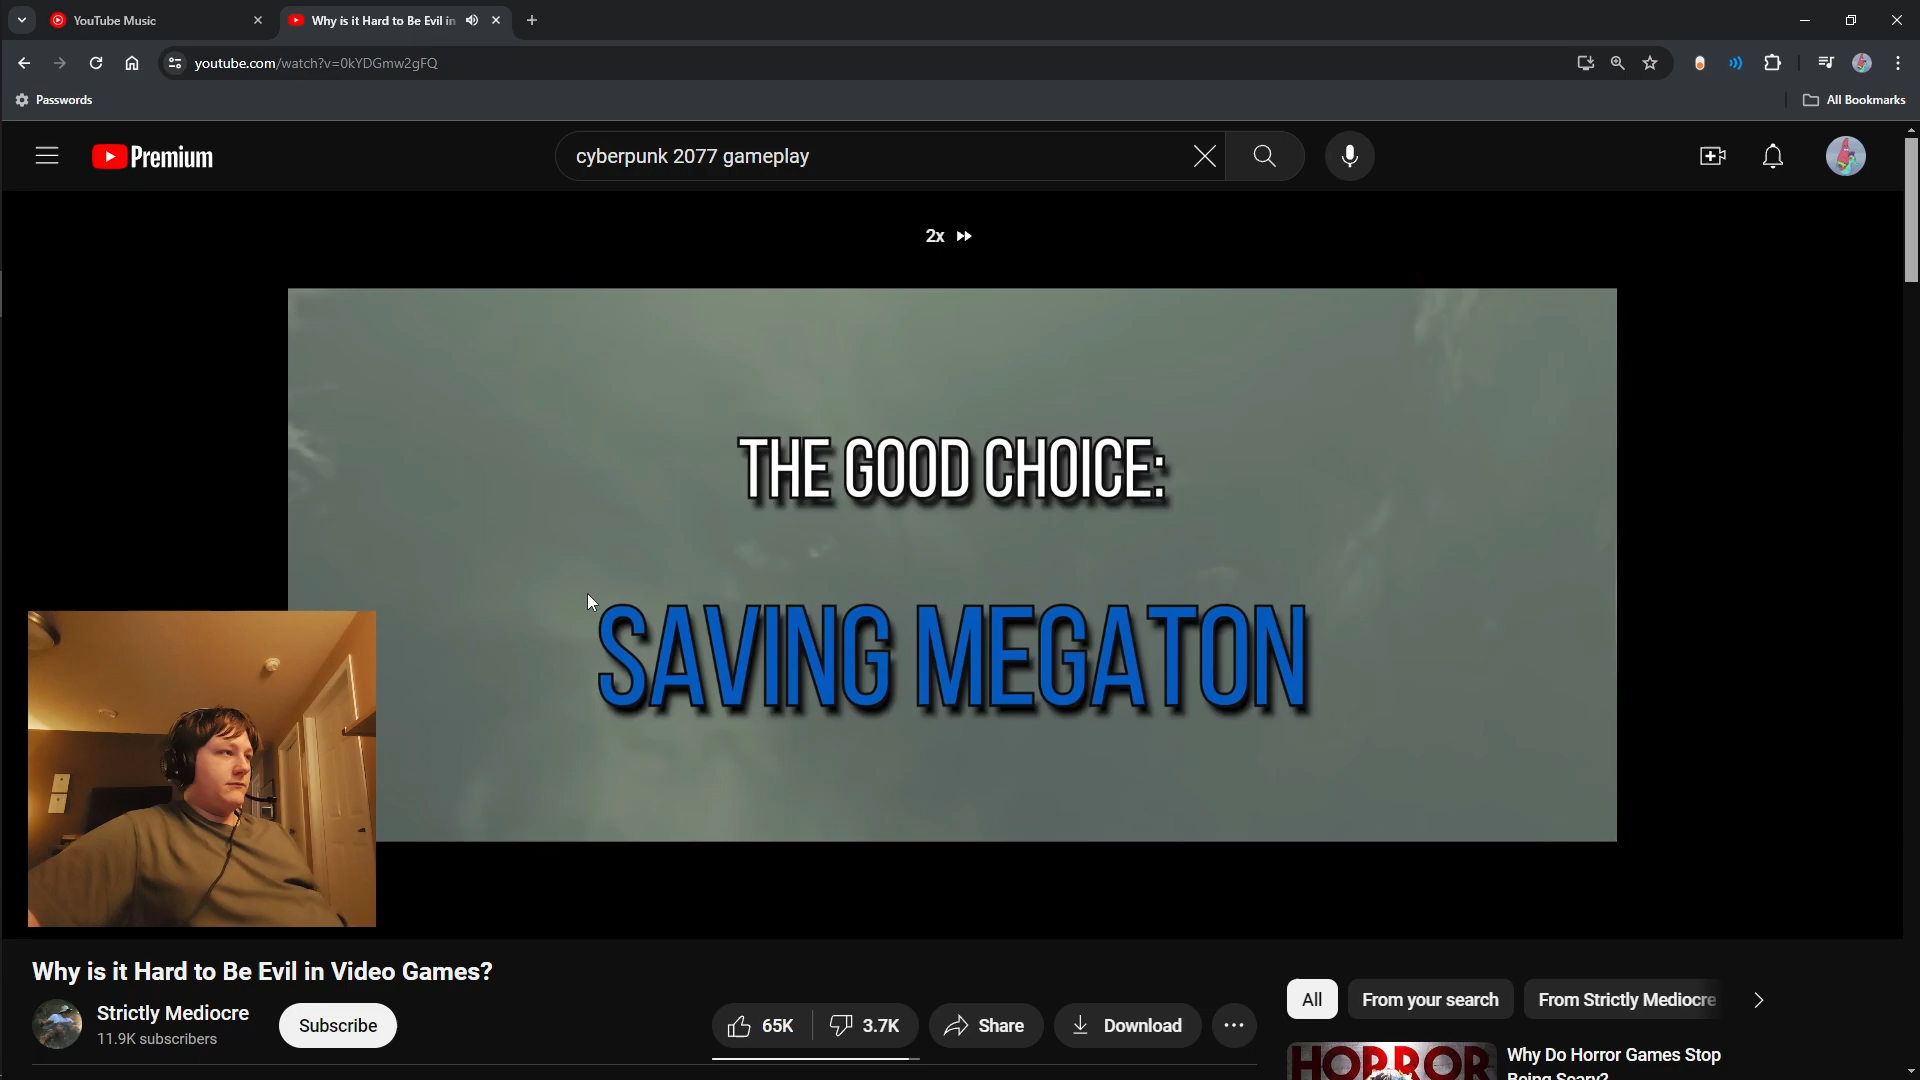 YouTube Music
Why is it Hard to Be Evil in
youtube.com/watch?v=0kYDGmw2gFQ
Passwords
All Bookmarks
Premium
cyberpunk 2077 gameplay
2x
THE GOOD CHOICE:
SAVING MEGATON
Why is it Hard to Be Evil in Video Games?
Strictly Mediocre
11.9K subscribers
Subscribe
65K
3.7K
Share
Download
All
From your search
From Strictly Mediocre
HORROR
Why Do Horror Games Stop
Being Scary?